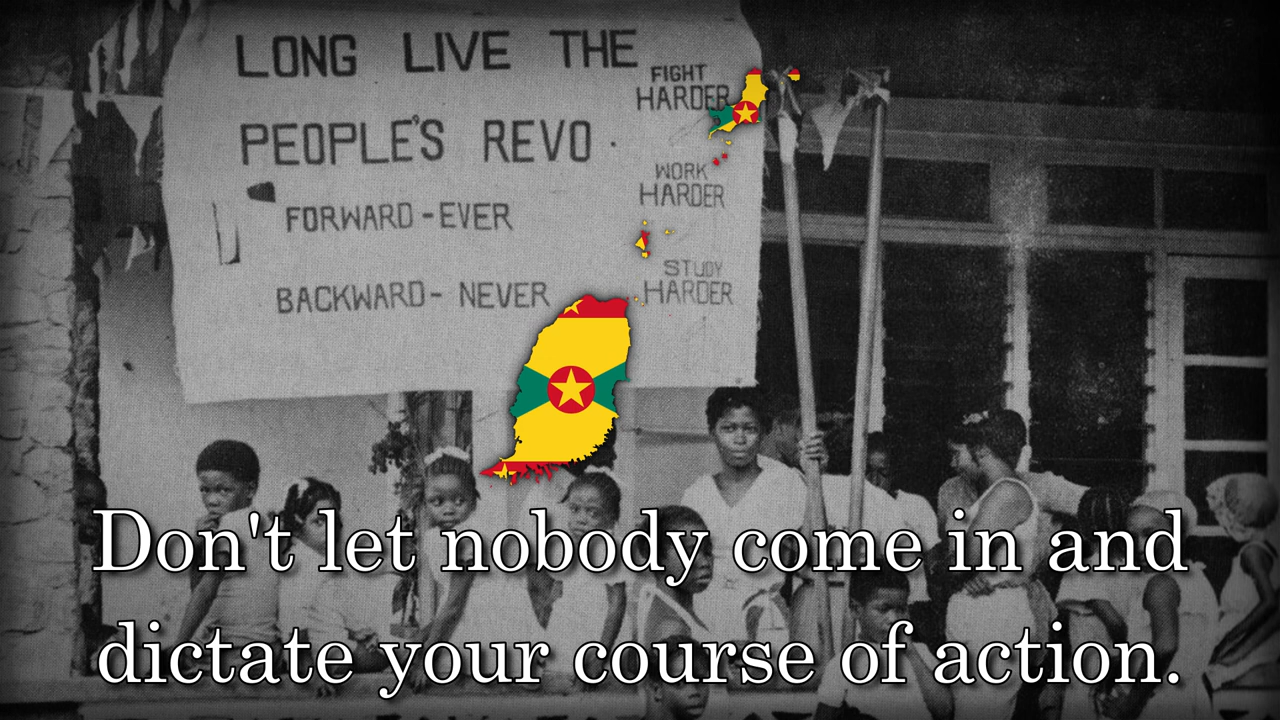 LONG LIVE THE
PEOPLE'S REVO.
FORWARD-EVER
BACKWARD-NEVER
FIGHT
HARDER
WORK
HARDER
STUDY
HARDER
Don't let nobody come in and
dictate your course of action.